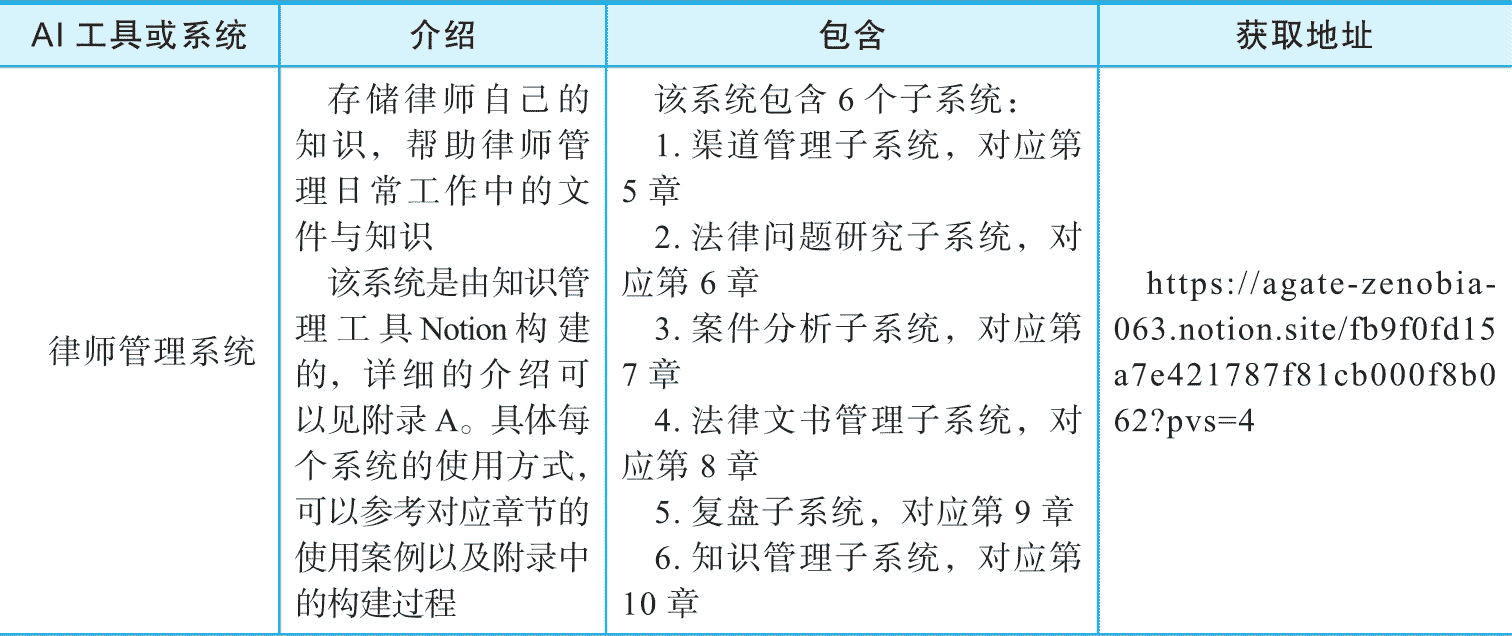 AI 工具或系统
介绍
包含
获取地址
律师管理系统
存储律师自己的
知识，帮助律师管
理日常工作中的文
件与知识
该系统是由知识管
理工具Notion构建
的，详细的介绍可
以见附录 A。具体每
个系统的使用方式，
可以参考对应章节的
使用案例以及附录中
的构建过程
该系统包含 6 个子系统：
1. 渠道管理子系统，对应第
5 章
2. 法律问题研究子系统，对
应第 6 章
3. 案件分析子系统，对应第
7 章
4. 法律文书管理子系统，对
应第 8 章
5. 复盘子系统，对应第 9 章
6. 知识管理子系统，对应第
10 章
https://agate-zenobia-
063.notion.site/fb9f0fd15
a7e421787f81cb000f8b0
62?pvs=4